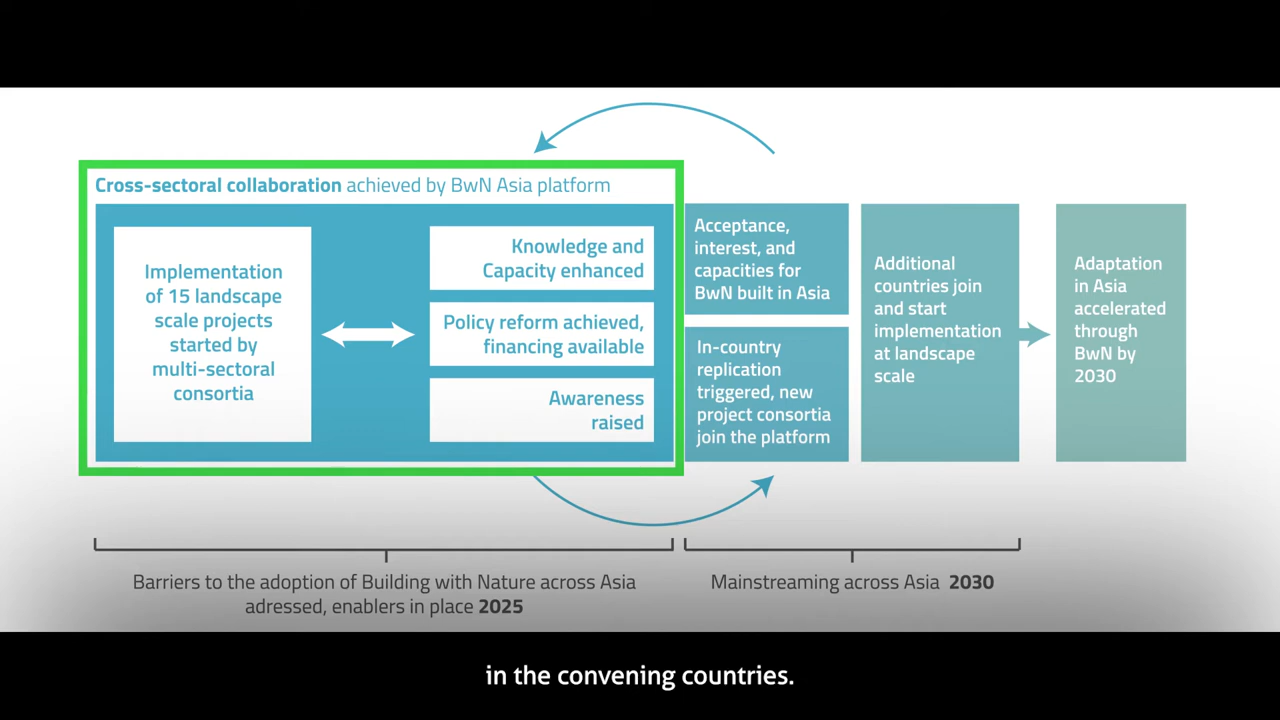 Cross-sectoral collaboration achieved by BwN Asia platform
Implementation
of 15 landscape
scale projects
started by
multi-sectoral
consortia
Knowledge and
Capacity enhanced
Policy reform achieved,
financing available
Awareness
raised
Acceptance,
interest, and
capacities for
BwN built in Asia
In-country
replication
triggered, new
project consortia
join the platform
Additional
countries join
and start
implementation
at landscape
scale
Adaptation
in Asia
accelerated
through
BwN by
2030
Barriers to the adoption of Building with Nature across Asia
adressed, enablers in place 2025
Mainstreaming across Asia 2030
in the convening countries.